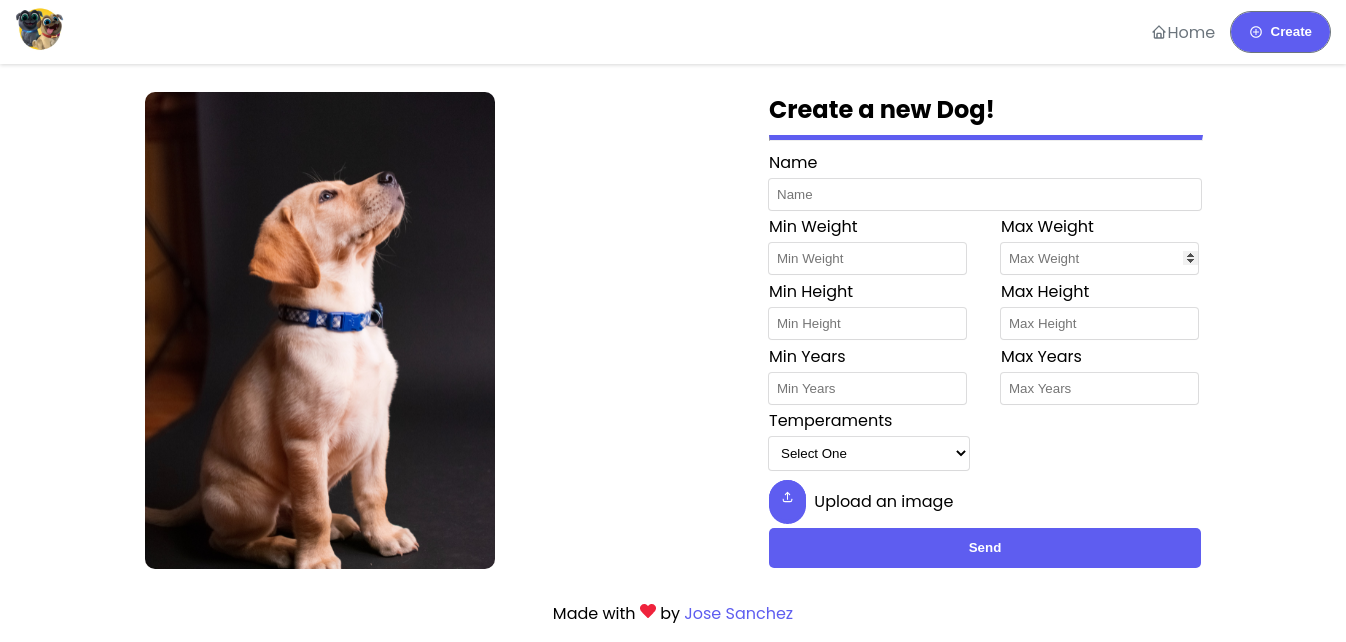 Home Create
Create a new Dog!
Name
Name
Min Weight Max Weight
Min Weight Max Weight
Min Height Max Height
Min Height Max Height
Min Years Max Years
Min Years Max Years
Temperaments
Select One
Upload an image
Send
Made with ❤ by Jose Sanchez